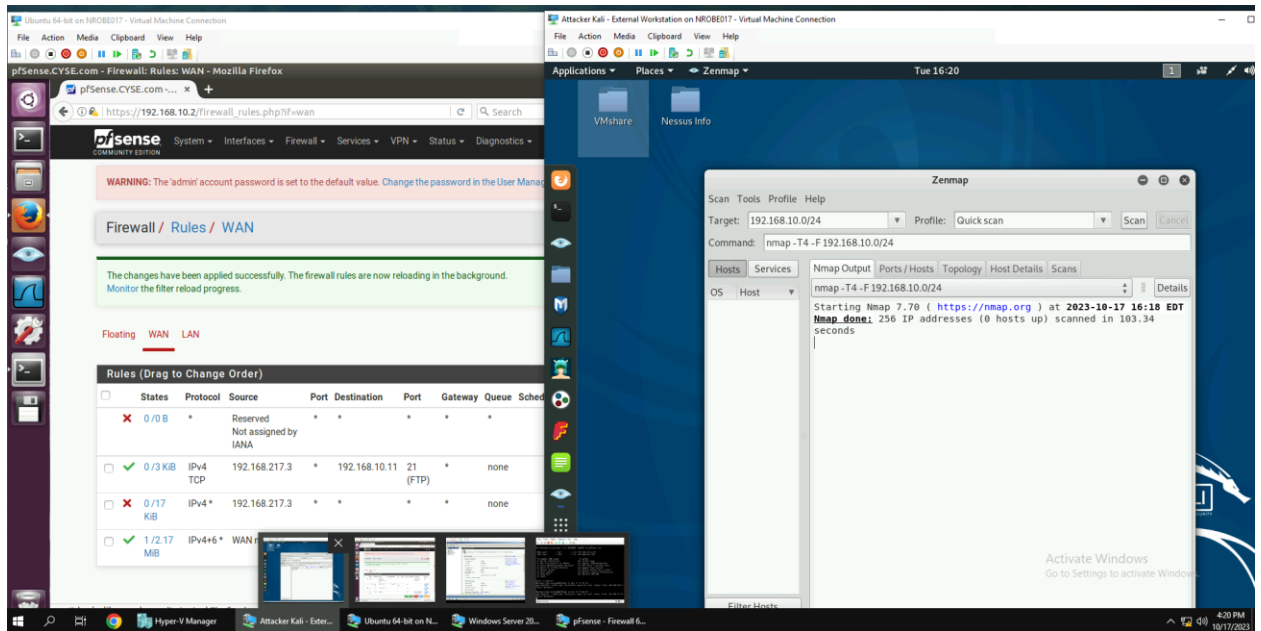 Ubuntu 64-bit on NROBE017 - Virtual Machine Connection
File Action Media Clipboard View Help
pfSense.CYSE.com - Firewall: Rules: WAN - Mozilla Firefox
pfSense.CYSE.com -... × +
https://192.168.10.2/firewall_rules.php?if=wan
Search
pfsense
COMMUNITY EDITION
System Interfaces Firewall Services VPN Status Diagnostics
WARNING: The 'admin' account password is set to the default value. Change the password in the User Manag
Firewall / Rules / WAN
The changes have been applied successfully. The firewall rules are now reloading in the background.
Monitor the filter reload progress.
Floating WAN LAN
Rules (Drag to Change Order)
States Protocol Source Port Destination Port Gateway Queue Sched
0/0 B * Reserved * * * * *
Not assigned by
IANA
0/3 KiB IPv4 192.168.217.3 * 192.168.10.11 21 * none
TCP (FTP)
0/17 IPv4 * 192.168.217.3 * * * * none
KiB
1/2.17 IPv4+6 * WAN
MiB
Attacker Kali - External Workstation on NROBE017 - Virtual Machine Connection
File Action Media Clipboard View Help
Applications Places Zenmap Tue 16:20 1
VMshare Nessus Info
Zenmap
Scan Tools Profile Help
Target: 192.168.10.0/24 Profile: Quick scan Scan Cancel
Command: nmap -T4 -F 192.168.10.0/24
Hosts Services Nmap Output Ports / Hosts Topology Host Details Scans
OS Host nmap -T4 -F 192.168.10.0/24 Details
Starting Nmap 7.70 ( https://nmap.org ) at 2023-10-17 16:18 EDT
Nmap done: 256 IP addresses (0 hosts up) scanned in 103.34
seconds
Filter Hosts
Activate Windows
Go to Settings to activate Window
Hyper-V Manager Attacker Kali - Exter... Ubuntu 64-bit on N... Windows Server 20... pfSense - Firewall 6...
4:20 PM
10/17/2023